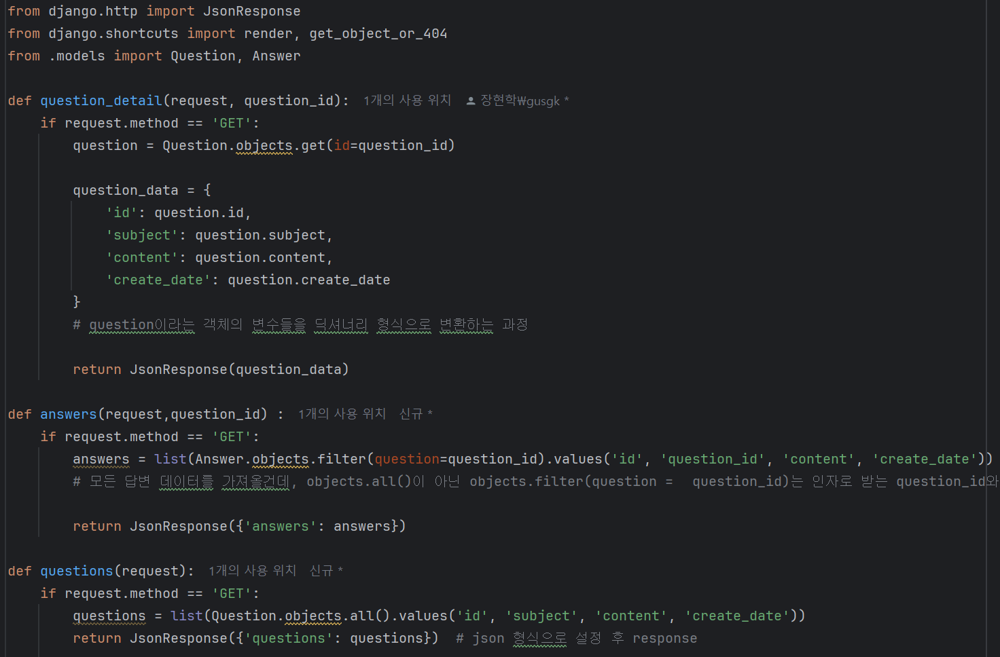 from django.http import JsonResponse
from django.shortcuts import render, get_object_or_404
from .models import Question, Answer
def question_detail(request, question_id): 1개의 사용 위치 장현학₩gusgk *
if request.method == 'GET':
question = Question.objects.get(id=question_id)
question_data = {
'id': question.id,
'subject': question.subject,
'content': question.content,
'create_date': question.create_date
}
# question이라는 객체의 변수들을 딕셔너리 형식으로 변환하는 과정
return JsonResponse(question_data)
def answers(request,question_id) : 1개의 사용 위치 신규 *
if request.method == 'GET':
answers = list(Answer.objects.filter(question=question_id).values('id', 'question_id', 'content', 'create_date'))
# 모든 답변 데이터를 가져올건데, objects.all()이 아닌 objects.filter(question =  question_id)는 인자로 받는 question_id와
return JsonResponse({'answers': answers})
def questions(request): 1개의 사용 위치 신규 *
if request.method == 'GET':
questions = list(Question.objects.all().values('id', 'subject', 'content', 'create_date'))
return JsonResponse({'questions': questions})  # json 형식으로 설정 후 response